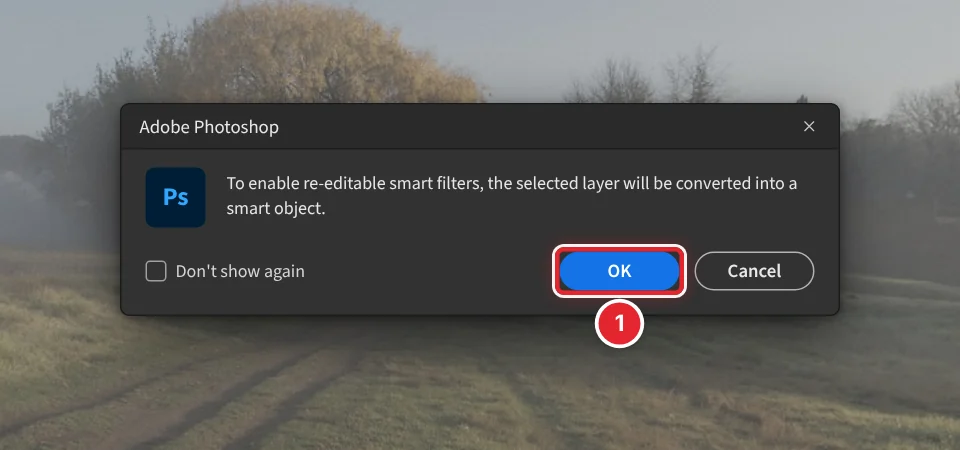 Adobe Photoshop
Ps
To enable re-editable smart filters, the selected layer will be converted into a
smart object.
Don't show again
OK
Cancel
1